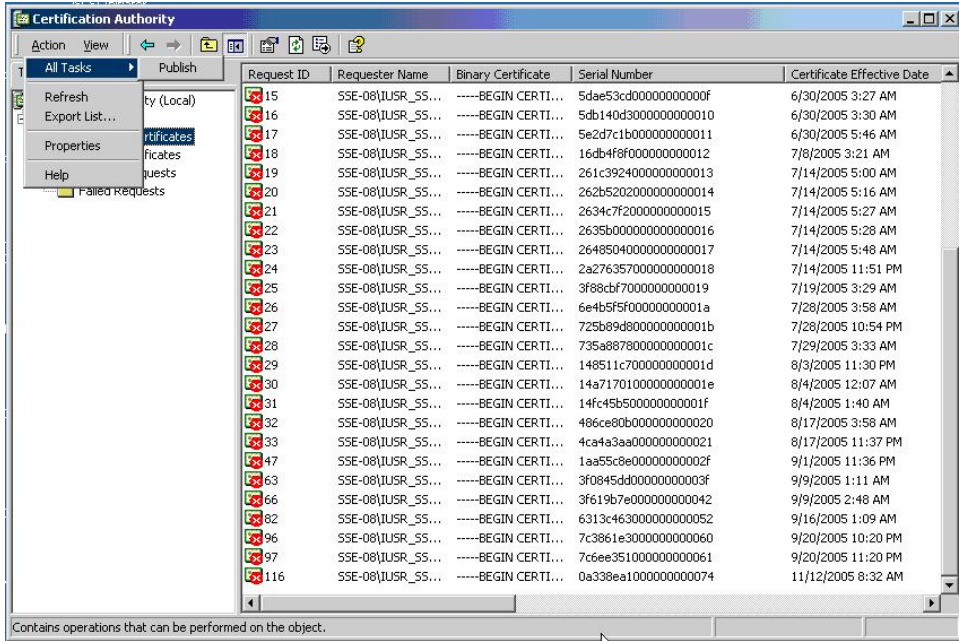 Certification Authority
Action View
All Tasks
Publish
Refresh
Export List...
Properties
Help
ty (Local)
rtificates
ficates
quests
Failed Requests
Request ID Requester Name Binary Certificate Serial Number Certificate Effective Date
15 SSE-08\IUSR_SS... -----BEGIN CERTI... 5dae53cd00000000000f 6/30/2005 3:27 AM
16 SSE-08\IUSR_SS... -----BEGIN CERTI... 5db140d3000000000010 6/30/2005 3:30 AM
17 SSE-08\IUSR_SS... -----BEGIN CERTI... 5e2d7c1b000000000011 6/30/2005 5:46 AM
18 SSE-08\IUSR_SS... -----BEGIN CERTI... 16db4f8f000000000012 7/8/2005 3:21 AM
19 SSE-08\IUSR_SS... -----BEGIN CERTI... 261c3924000000000013 7/14/2005 5:00 AM
20 SSE-08\IUSR_SS... -----BEGIN CERTI... 262b5202000000000014 7/14/2005 5:16 AM
21 SSE-08\IUSR_SS... -----BEGIN CERTI... 2634c7f2000000000015 7/14/2005 5:27 AM
22 SSE-08\IUSR_SS... -----BEGIN CERTI... 2635b000000000000016 7/14/2005 5:28 AM
23 SSE-08\IUSR_SS... -----BEGIN CERTI... 26485040000000000017 7/14/2005 5:48 AM
24 SSE-08\IUSR_SS... -----BEGIN CERTI... 2a276357000000000018 7/14/2005 11:51 PM
25 SSE-08\IUSR_SS... -----BEGIN CERTI... 3f88cbf7000000000019 7/19/2005 3:29 AM
26 SSE-08\IUSR_SS... -----BEGIN CERTI... 6e4b5f5f00000000001a 7/28/2005 3:58 AM
27 SSE-08\IUSR_SS... -----BEGIN CERTI... 725b89d800000000001b 7/28/2005 10:54 PM
28 SSE-08\IUSR_SS... -----BEGIN CERTI... 735a887800000000001c 7/29/2005 3:33 AM
29 SSE-08\IUSR_SS... -----BEGIN CERTI... 148511c700000000001d 8/3/2005 11:30 PM
30 SSE-08\IUSR_SS... -----BEGIN CERTI... 14a7170100000000001e 8/4/2005 12:07 AM
31 SSE-08\IUSR_SS... -----BEGIN CERTI... 14fc45b500000000001f 8/4/2005 1:40 AM
32 SSE-08\IUSR_SS... -----BEGIN CERTI... 486ce80b000000000020 8/17/2005 3:58 AM
33 SSE-08\IUSR_SS... -----BEGIN CERTI... 4ca4a3aa000000000021 8/17/2005 11:37 PM
47 SSE-08\IUSR_SS... -----BEGIN CERTI... 1aa55c8e00000000002f 9/1/2005 11:36 PM
63 SSE-08\IUSR_SS... -----BEGIN CERTI... 3f0845dd00000000003f 9/9/2005 1:11 AM
66 SSE-08\IUSR_SS... -----BEGIN CERTI... 3f619b7e000000000042 9/9/2005 2:48 AM
82 SSE-08\IUSR_SS... -----BEGIN CERTI... 6313c463000000000052 9/16/2005 1:09 AM
96 SSE-08\IUSR_SS... -----BEGIN CERTI... 7c3861e3000000000060 9/20/2005 10:20 PM
97 SSE-08\IUSR_SS... -----BEGIN CERTI... 7c6ee351000000000061 9/20/2005 11:20 PM
116 SSE-08\IUSR_SS... -----BEGIN CERTI... 0a338ea1000000000074 11/12/2005 8:32 AM
Contains operations that can be performed on the object.